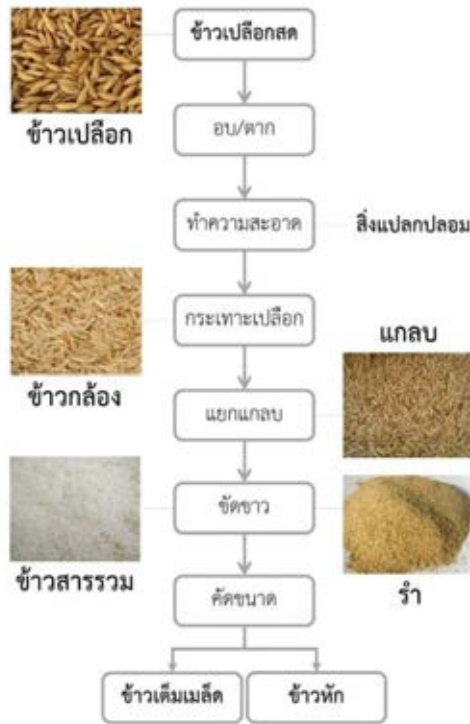 ข้าวเปลือกสด
ข้าวเปลือก
อบ/ตาก
ทำความสะอาด
สิ่งแปลกปลอม
กระเทาะเปลือก
ข้าวกล้อง
แกลบ
แยกแกลบ
ขัดขาว
ข้าวสารรวม
รำ
คัดขนาด
ข้าวเต็มเมล็ด
ข้าวหัก